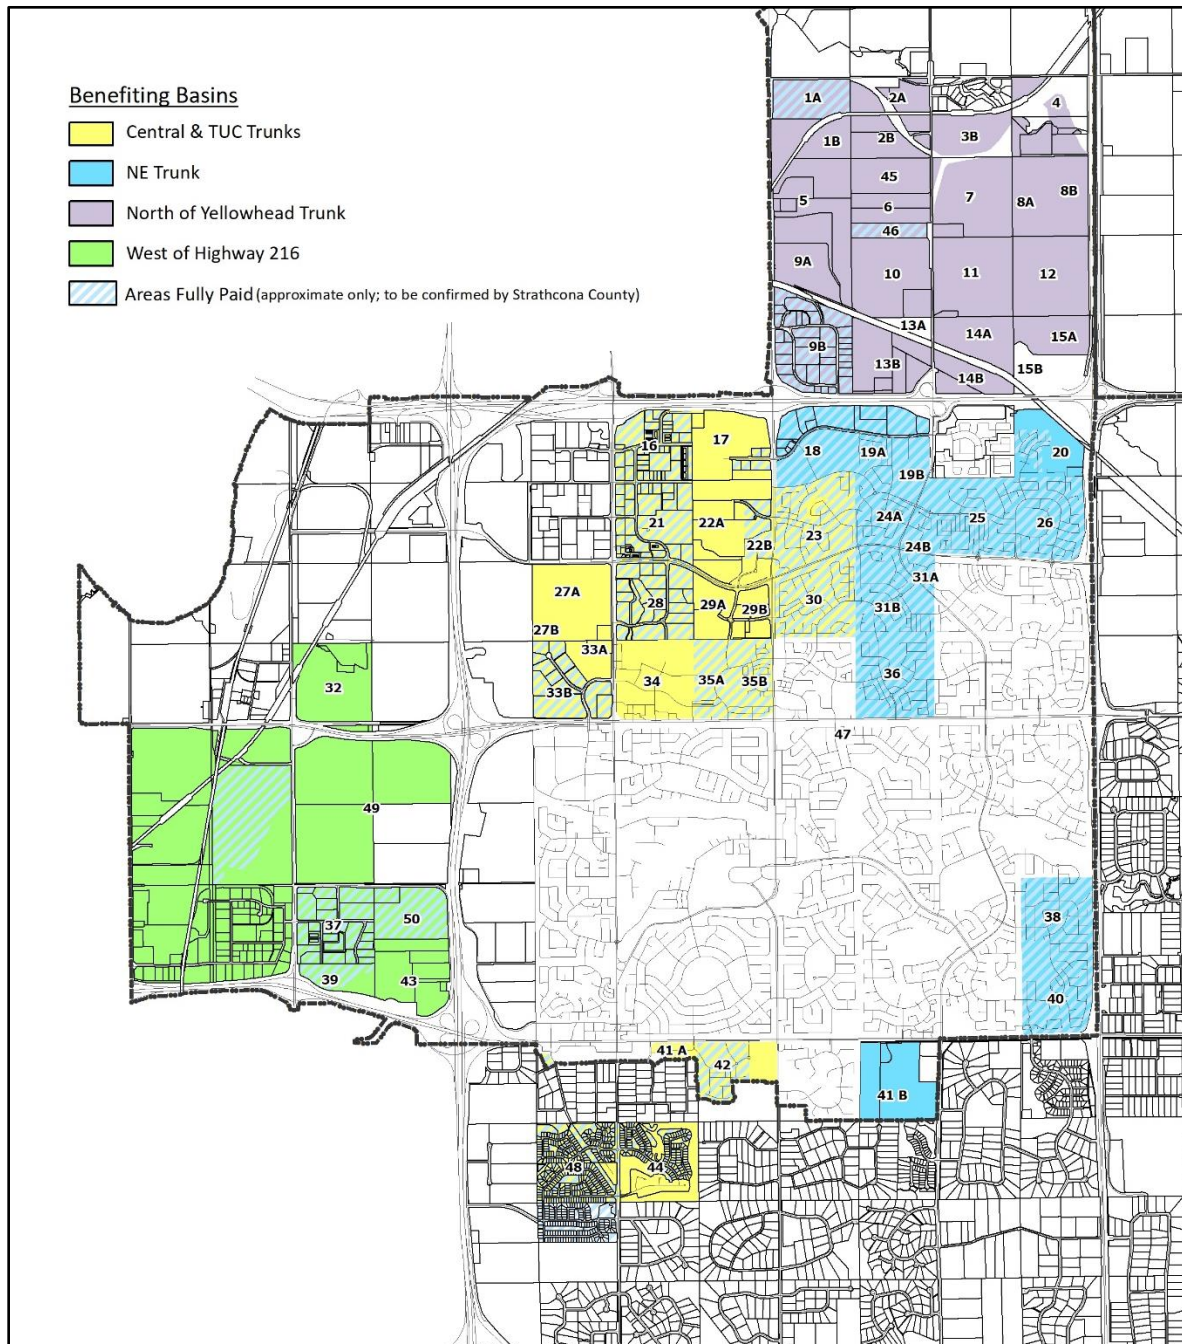 Benefiting Basins
Central & TUC Trunks
NE Trunk
North of Yellowhead Trunk
West of Highway 216
Areas Fully Paid (approximate only; to be confirmed by Strathcona County)
1A
2A
4
1B
2B
3B
45
5
6
7
8A
8B
46
9A
10
11
12
13A
14A
15A
9B
13B
14B
15B
16
17
18
19A
19B
20
21
22A
22B
23
24A
24B
25
26
27A
27B
28
29A
29B
30
31A
31B
32
33A
33B
34
35A
35B
36
47
49
37
50
38
39
43
40
41 A
42
41 B
48
44